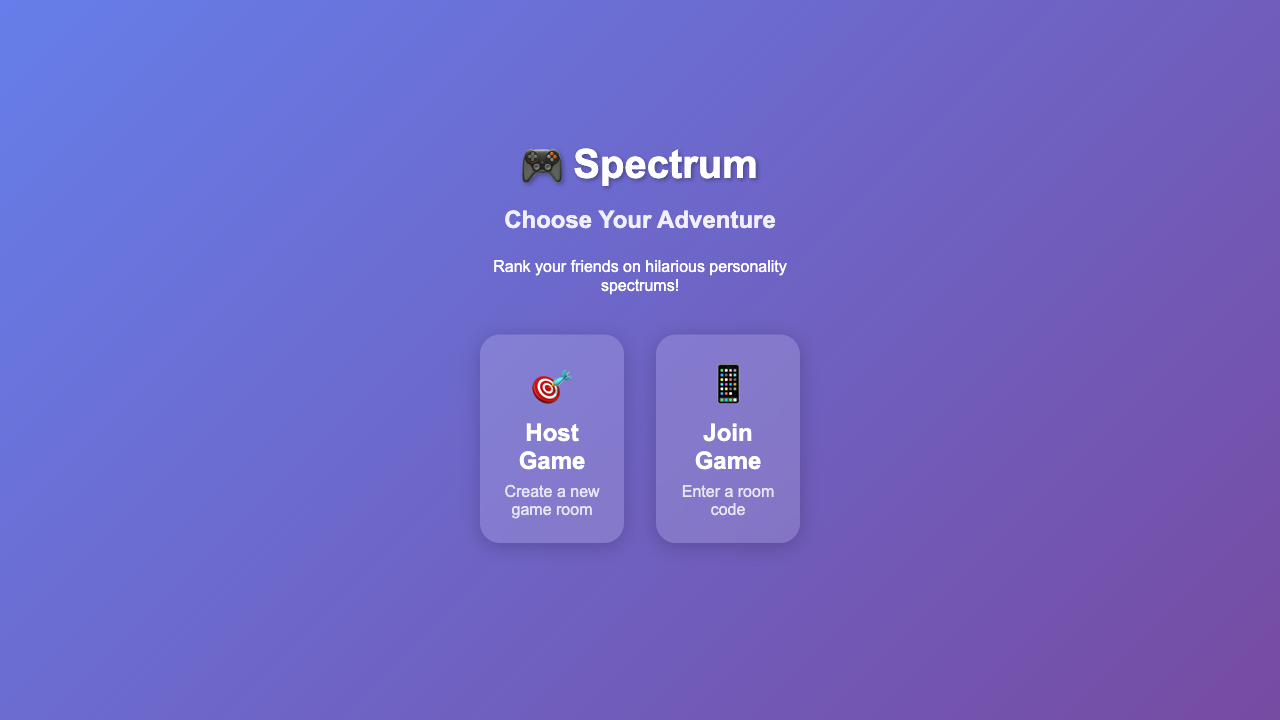 🎮 Spectrum
Choose Your Adventure
Rank your friends on hilarious personality
spectrums!
Host
Game
Create a new
game room
Join
Game
Enter a room
code